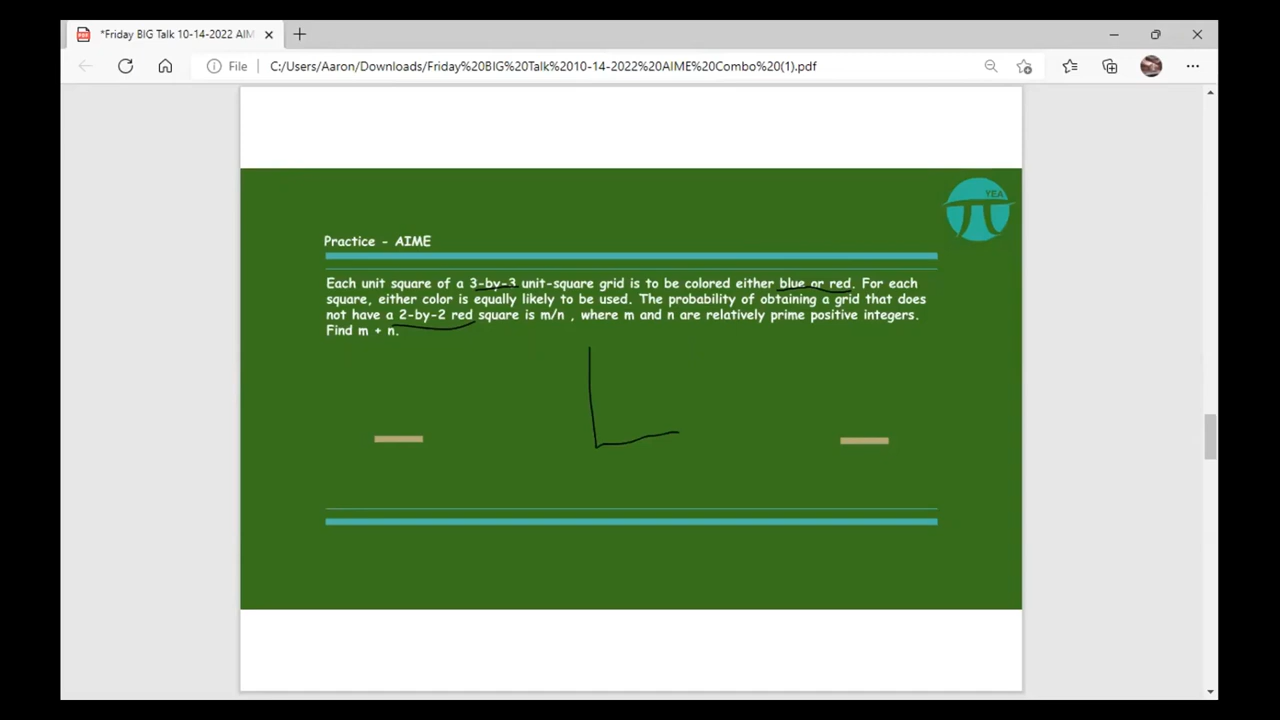 *Friday BIG Talk 10-14-2022 AIM
File
C:/Users/Aaron/Downloads/Friday%20BIG%20Talk%2010-14-2022%20AIME%20Combo%20(1).pdf
YEA
Practice - AIME
Each unit square of a 3-by-3 unit-square grid is to be colored either blue or red. For each
square, either color is equally likely to be used. The probability of obtaining a grid that does
not have a 2-by-2 red square is m/n , where m and n are relatively prime positive integers.
Find m + n.